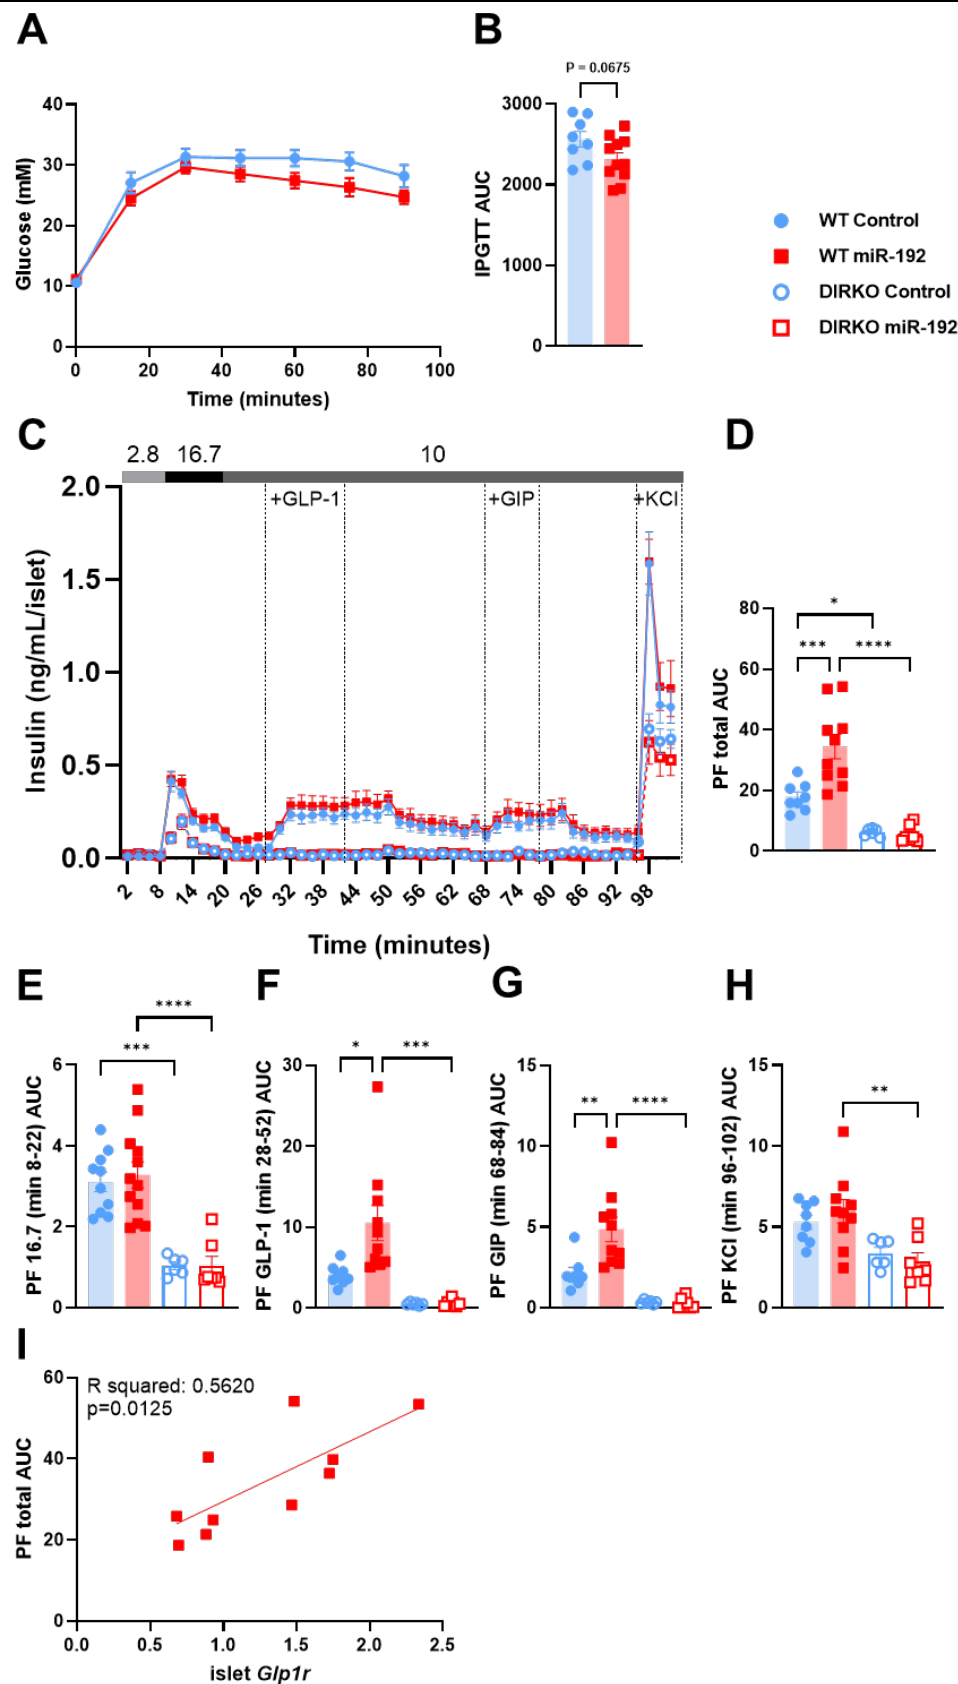 A
B
P = 0.0675
40
30
20
10
0
Glucose (mM)
0 20 40 60 80 100
Time (minutes)
3000
2000
1000
0
IPGTT AUC
WT Control
WT miR-192
DIRKO Control
DIRKO miR-192
C
2.8 16.7 10
+GLP-1 +GIP +KCl
2.0
1.5
1.0
0.5
0.0
Insulin (ng/mL/islet)
2 8 14 20 26 32 38 44 50 56 62 68 74 80 86 92 98
Time (minutes)
D
*
*** ****
80
60
40
20
0
PF total AUC
E
****
***
6
4
2
0
PF 16.7 (min 8-22) AUC
F
* ***
30
20
10
0
PF GLP-1 (min 28-52) AUC
G
** ****
15
10
5
0
PF GIP (min 68-84) AUC
H
**
15
10
5
0
PF KCl (min 96-102) AUC
I
R squared: 0.5620
p=0.0125
60
40
20
0
PF total AUC
0.0 0.5 1.0 1.5 2.0 2.5
islet Glp1r